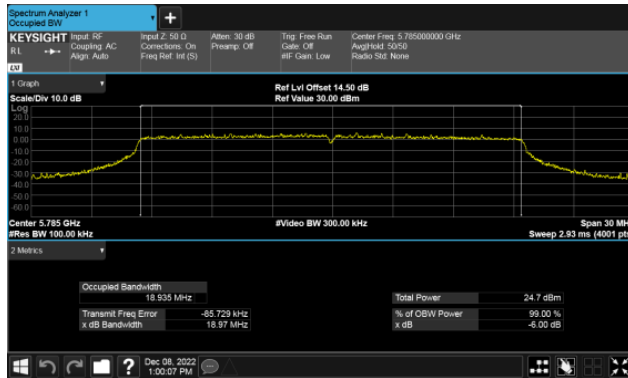 Spectrum Analyzer 1
Occupied BW
+
KEYSIGHT
R L
LXI
Input: RF
Coupling: AC
Align: Auto
Input Z: 50 Ω
Corrections: On
Freq Ref: Int (S)
Atten: 30 dB
Preamp: Off
Trig: Free Run
Gate: Off
#IF Gain: Low
Center Freq: 5.785000000 GHz
Avg|Hold: 50/50
Radio Std: None
1 Graph
Scale/Div 10.0 dB
Ref Lvl Offset 14.50 dB
Ref Value 30.00 dBm
Log
20.0
10.0
0.00
-10.0
-20.0
-30.0
-40.0
-50.0
-60.0
Center 5.785 GHz
#Res BW 100.00 kHz
#Video BW 300.00 kHz
Span 30 MH
Sweep 2.93 ms (4001 pts
2 Metrics
Occupied Bandwidth
18.935 MHz
Transmit Freq Error -85.729 kHz
x dB Bandwidth 18.97 MHz
Total Power 24.7 dBm
% of OBW Power 99.00 %
x dB -6.00 dB
?
Dec 08, 2022
1:00:07 PM